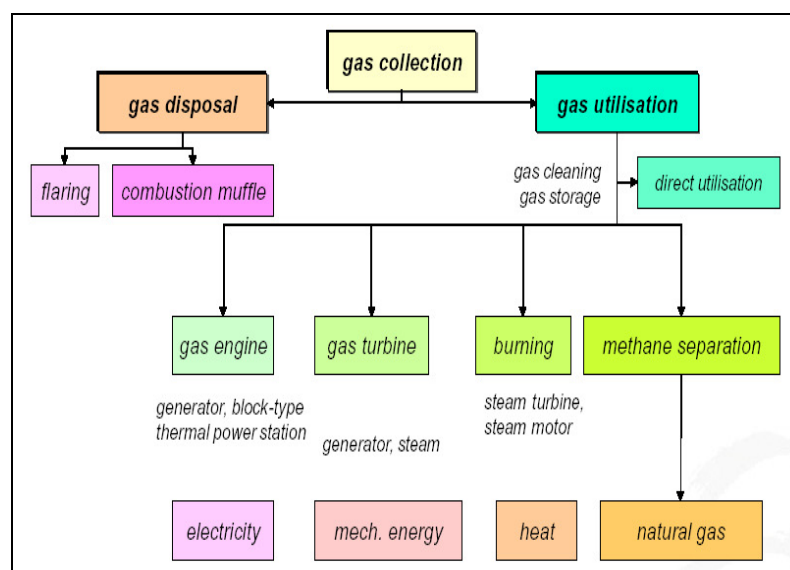 gas collection
gas disposal
gas utilisation
flaring
combustion muffle
gas cleaning
gas storage
direct utilisation
gas engine
gas turbine
burning
methane separation
generator, block-type
thermal power station
generator, steam
steam turbine,
steam motor
electricity
mech. energy
heat
natural gas